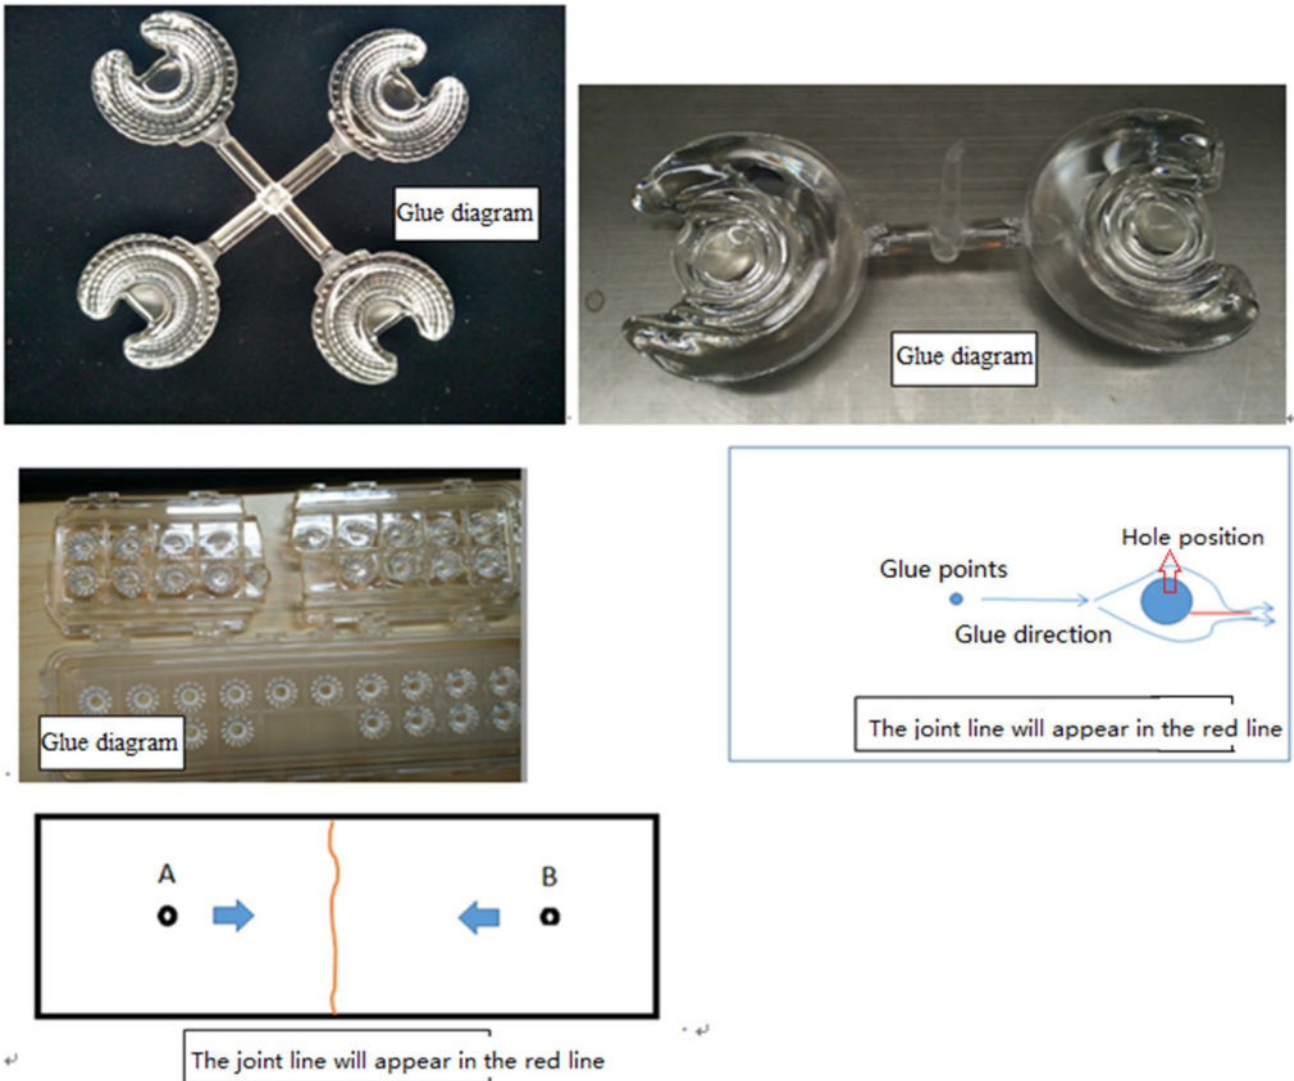 Glue diagram
Glue diagram
Glue diagram
Hole position
Glue points
Glue direction
The joint line will appear in the red line
A
B
The joint line will appear in the red line